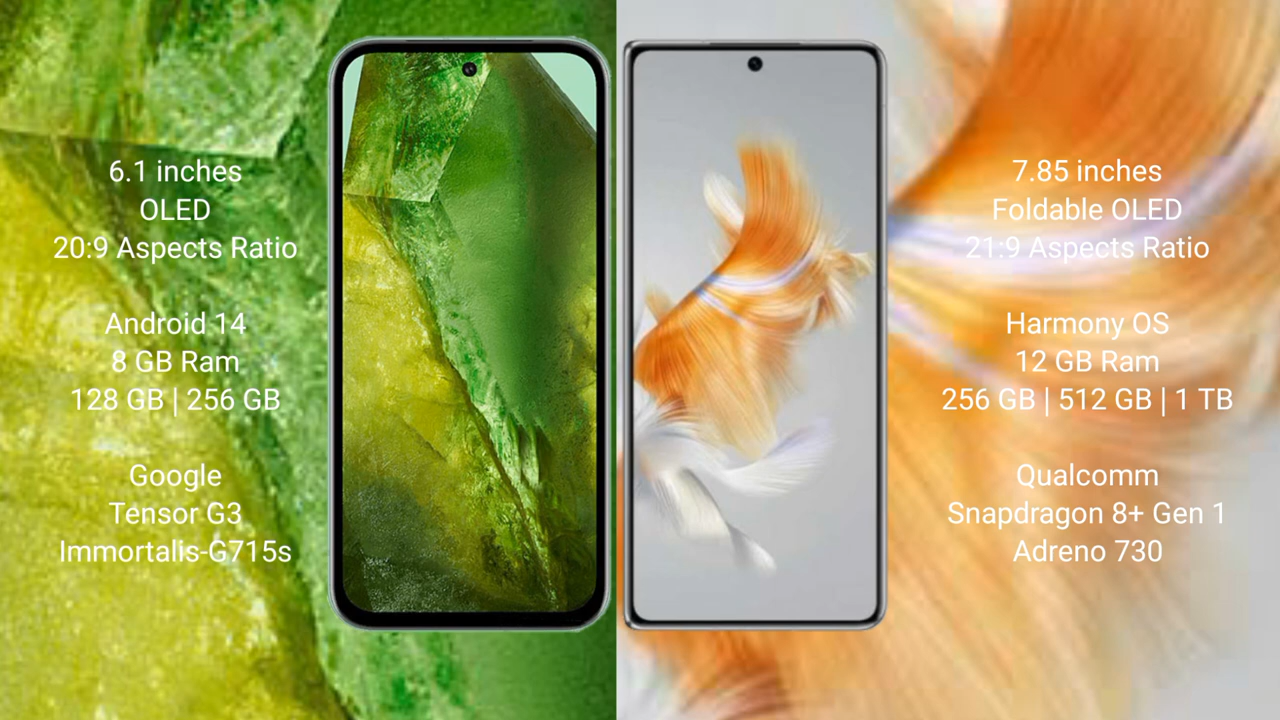 6.1 inches
OLED
20:9 Aspects Ratio
Android 14
8 GB Ram
128 GB | 256 GB
Google
Tensor G3
Immortalis-G715s
7.85 inches
Foldable OLED
21:9 Aspects Ratio
Harmony OS
12 GB Ram
256 GB | 512 GB | 1 TB
Qualcomm
Snapdragon 8+ Gen 1
Adreno 730